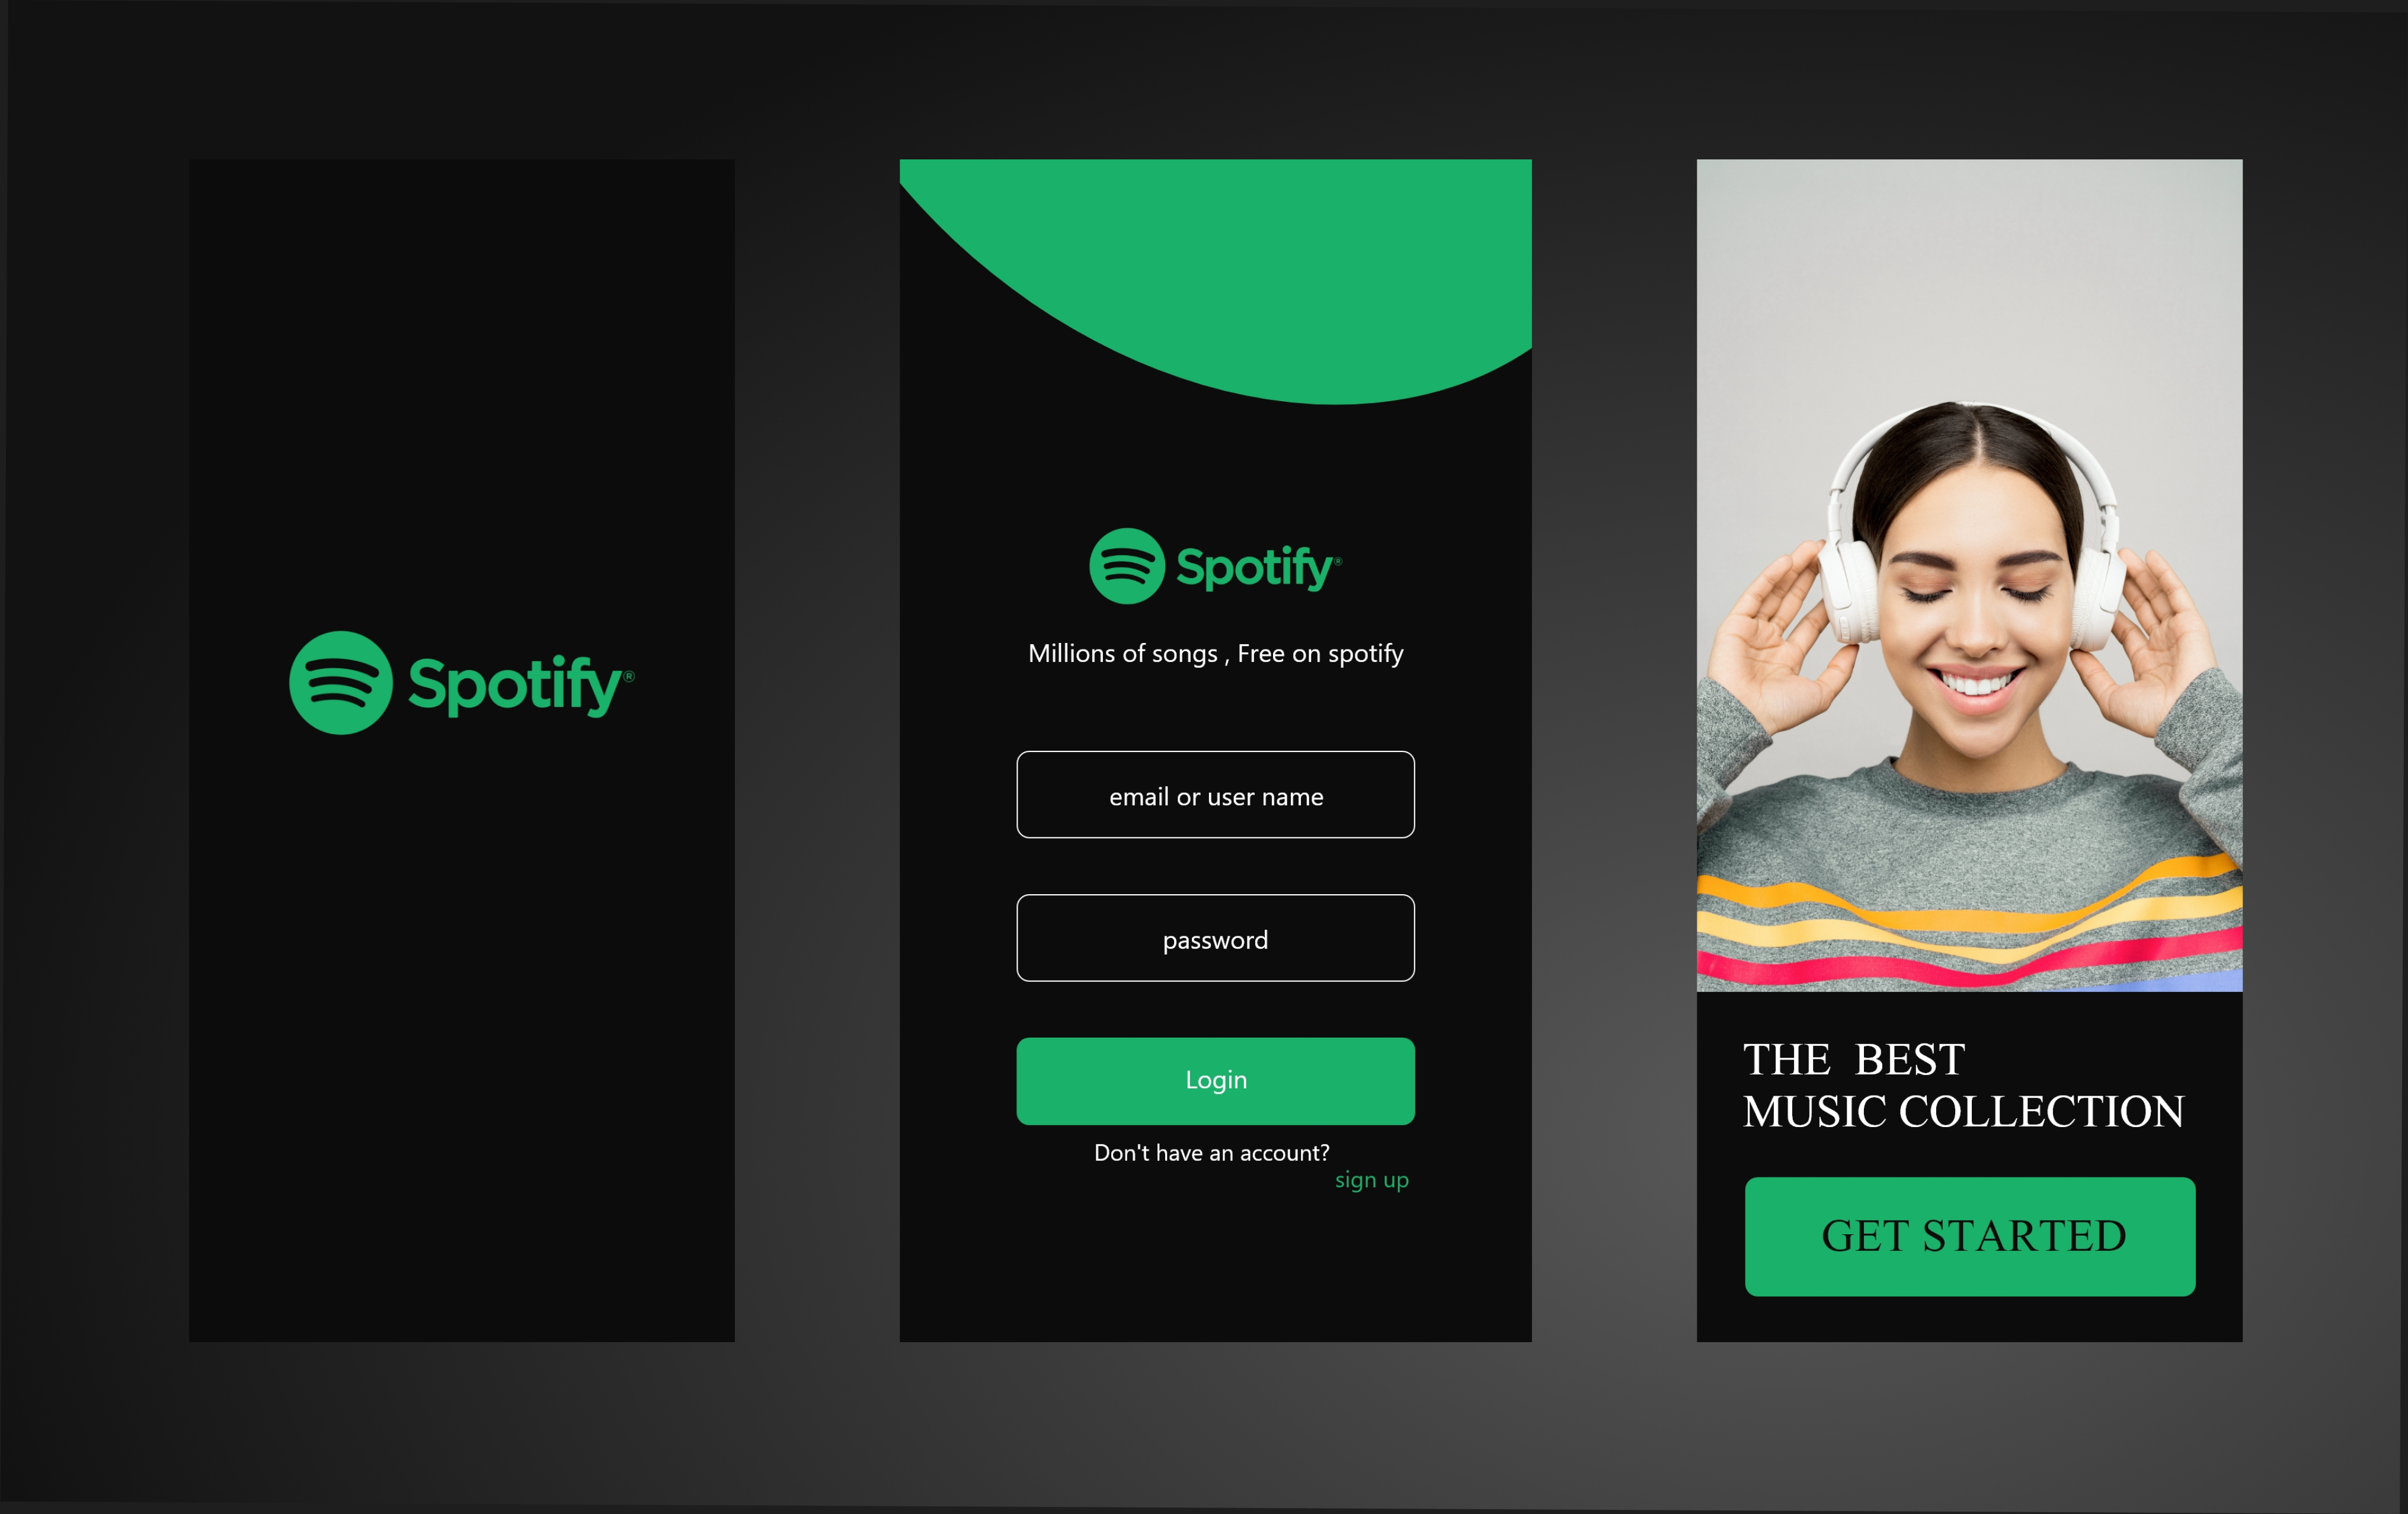 Spotify®
Spotify®
Millions of songs , Free on spotify
email or user name
password
Login
Don't have an account?
sign up
THE  BEST
MUSIC COLLECTION
GET STARTED